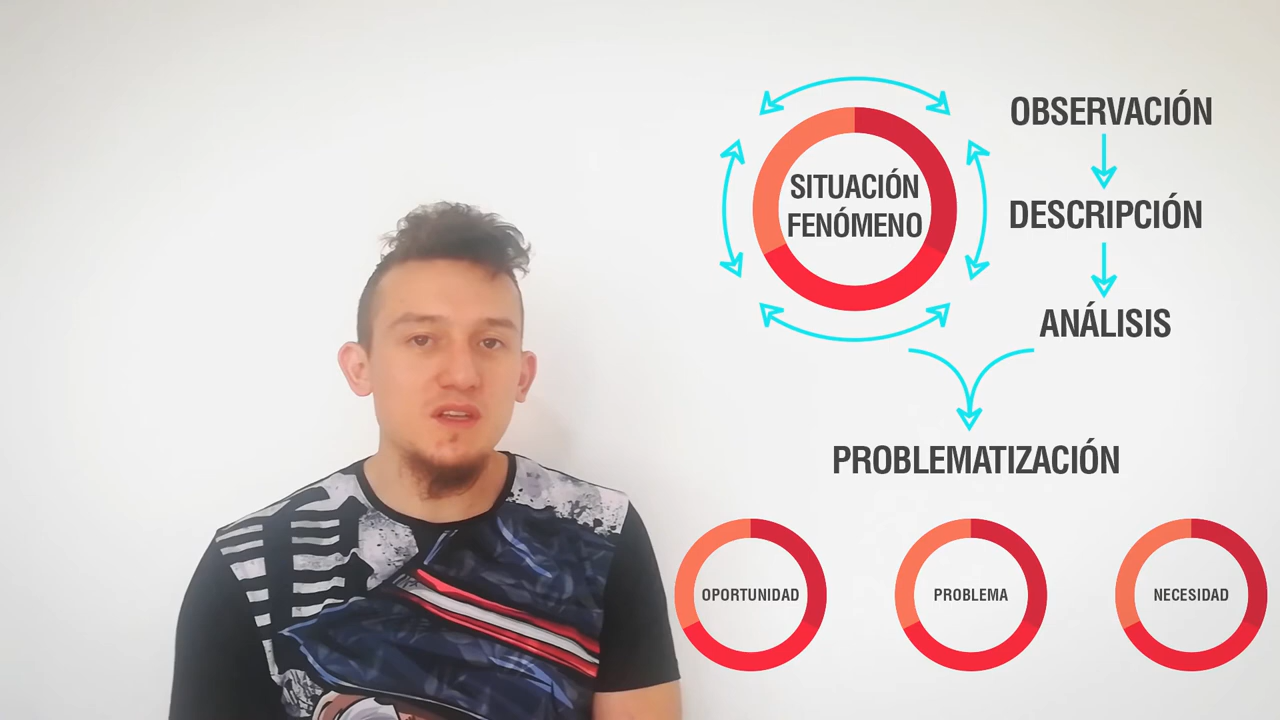 SITUACIÓN
FENÓMENO
OBSERVACIÓN
DESCRIPCIÓN
ANÁLISIS
PROBLEMATIZACIÓN
OPORTUNIDAD
PROBLEMA
NECESIDAD